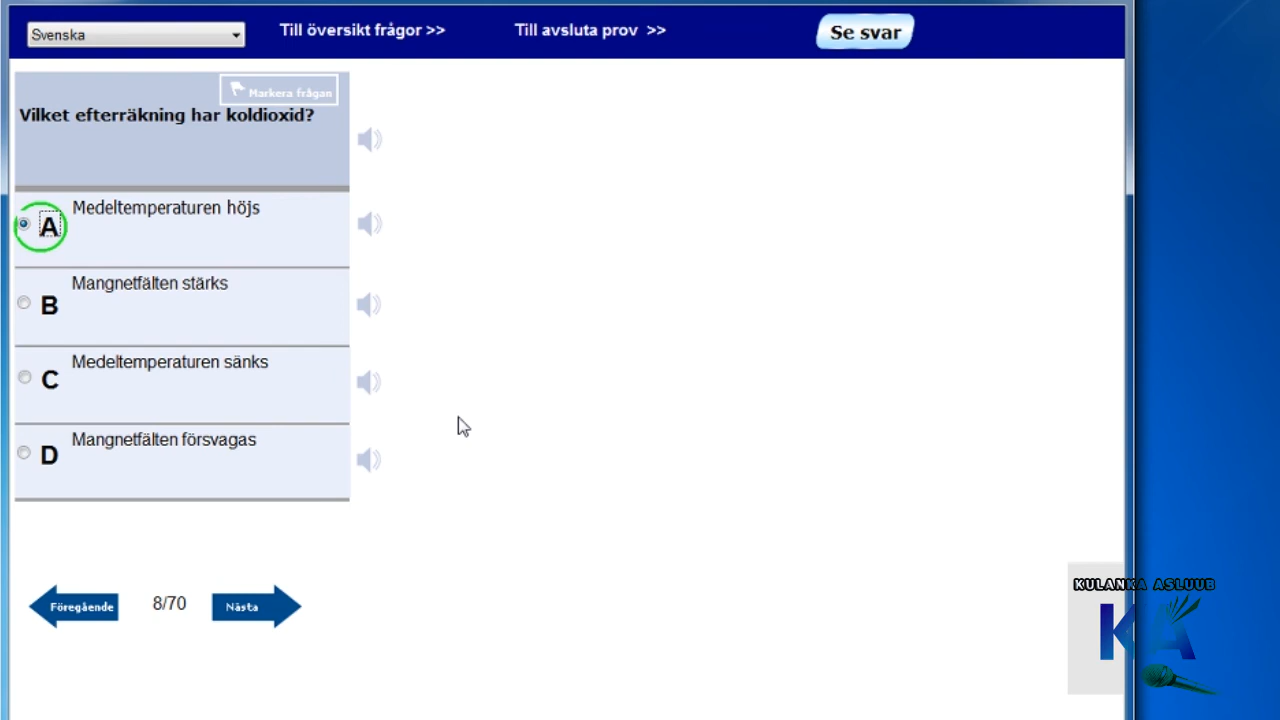 Svenska
Till översikt frågor >>
Till avsluta prov >>
Se svar
Markera frågan
Vilket efterräkning har koldioxid?
A Medeltemperaturen höjs
B Mangnetfälten stärks
C Medeltemperaturen sänks
D Mangnetfälten försvagas
Föregående
8/70
Nästa
KULANKA ASLUUB
KA